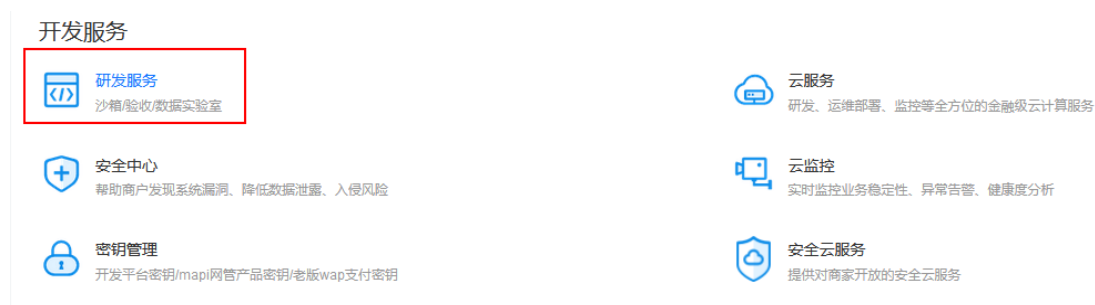 开发服务
研发服务
沙箱/验收/数据实验室
云服务
研发、运维部署、监控等全方位的金融级云计算服务
安全中心
帮助商户发现系统漏洞、降低数据泄露、入侵风险
云监控
实时监控业务稳定性、异常告警、健康度分析
密钥管理
开发平台密钥/mapi网管产品密钥/老版wap支付密钥
安全云服务
提供对商家开放的安全云服务